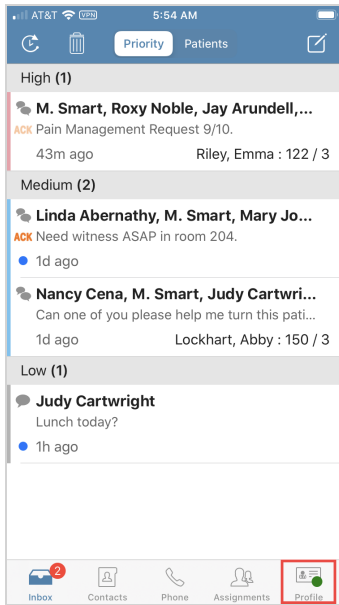 AT&T VPN 5:54 AM
Priority Patients
High (1)
M. Smart, Roxy Noble, Jay Arundell,...
ACK Pain Management Request 9/10.
43m ago Riley, Emma : 122 / 3
Medium (2)
Linda Abernathy, M. Smart, Mary Jo...
ACK Need witness ASAP in room 204.
1d ago
Nancy Cena, M. Smart, Judy Cartwri...
Can one of you please help me turn this pati...
1d ago Lockhart, Abby : 150 / 3
Low (1)
Judy Cartwright
Lunch today?
1h ago
2
Inbox Contacts Phone Assignments Profile